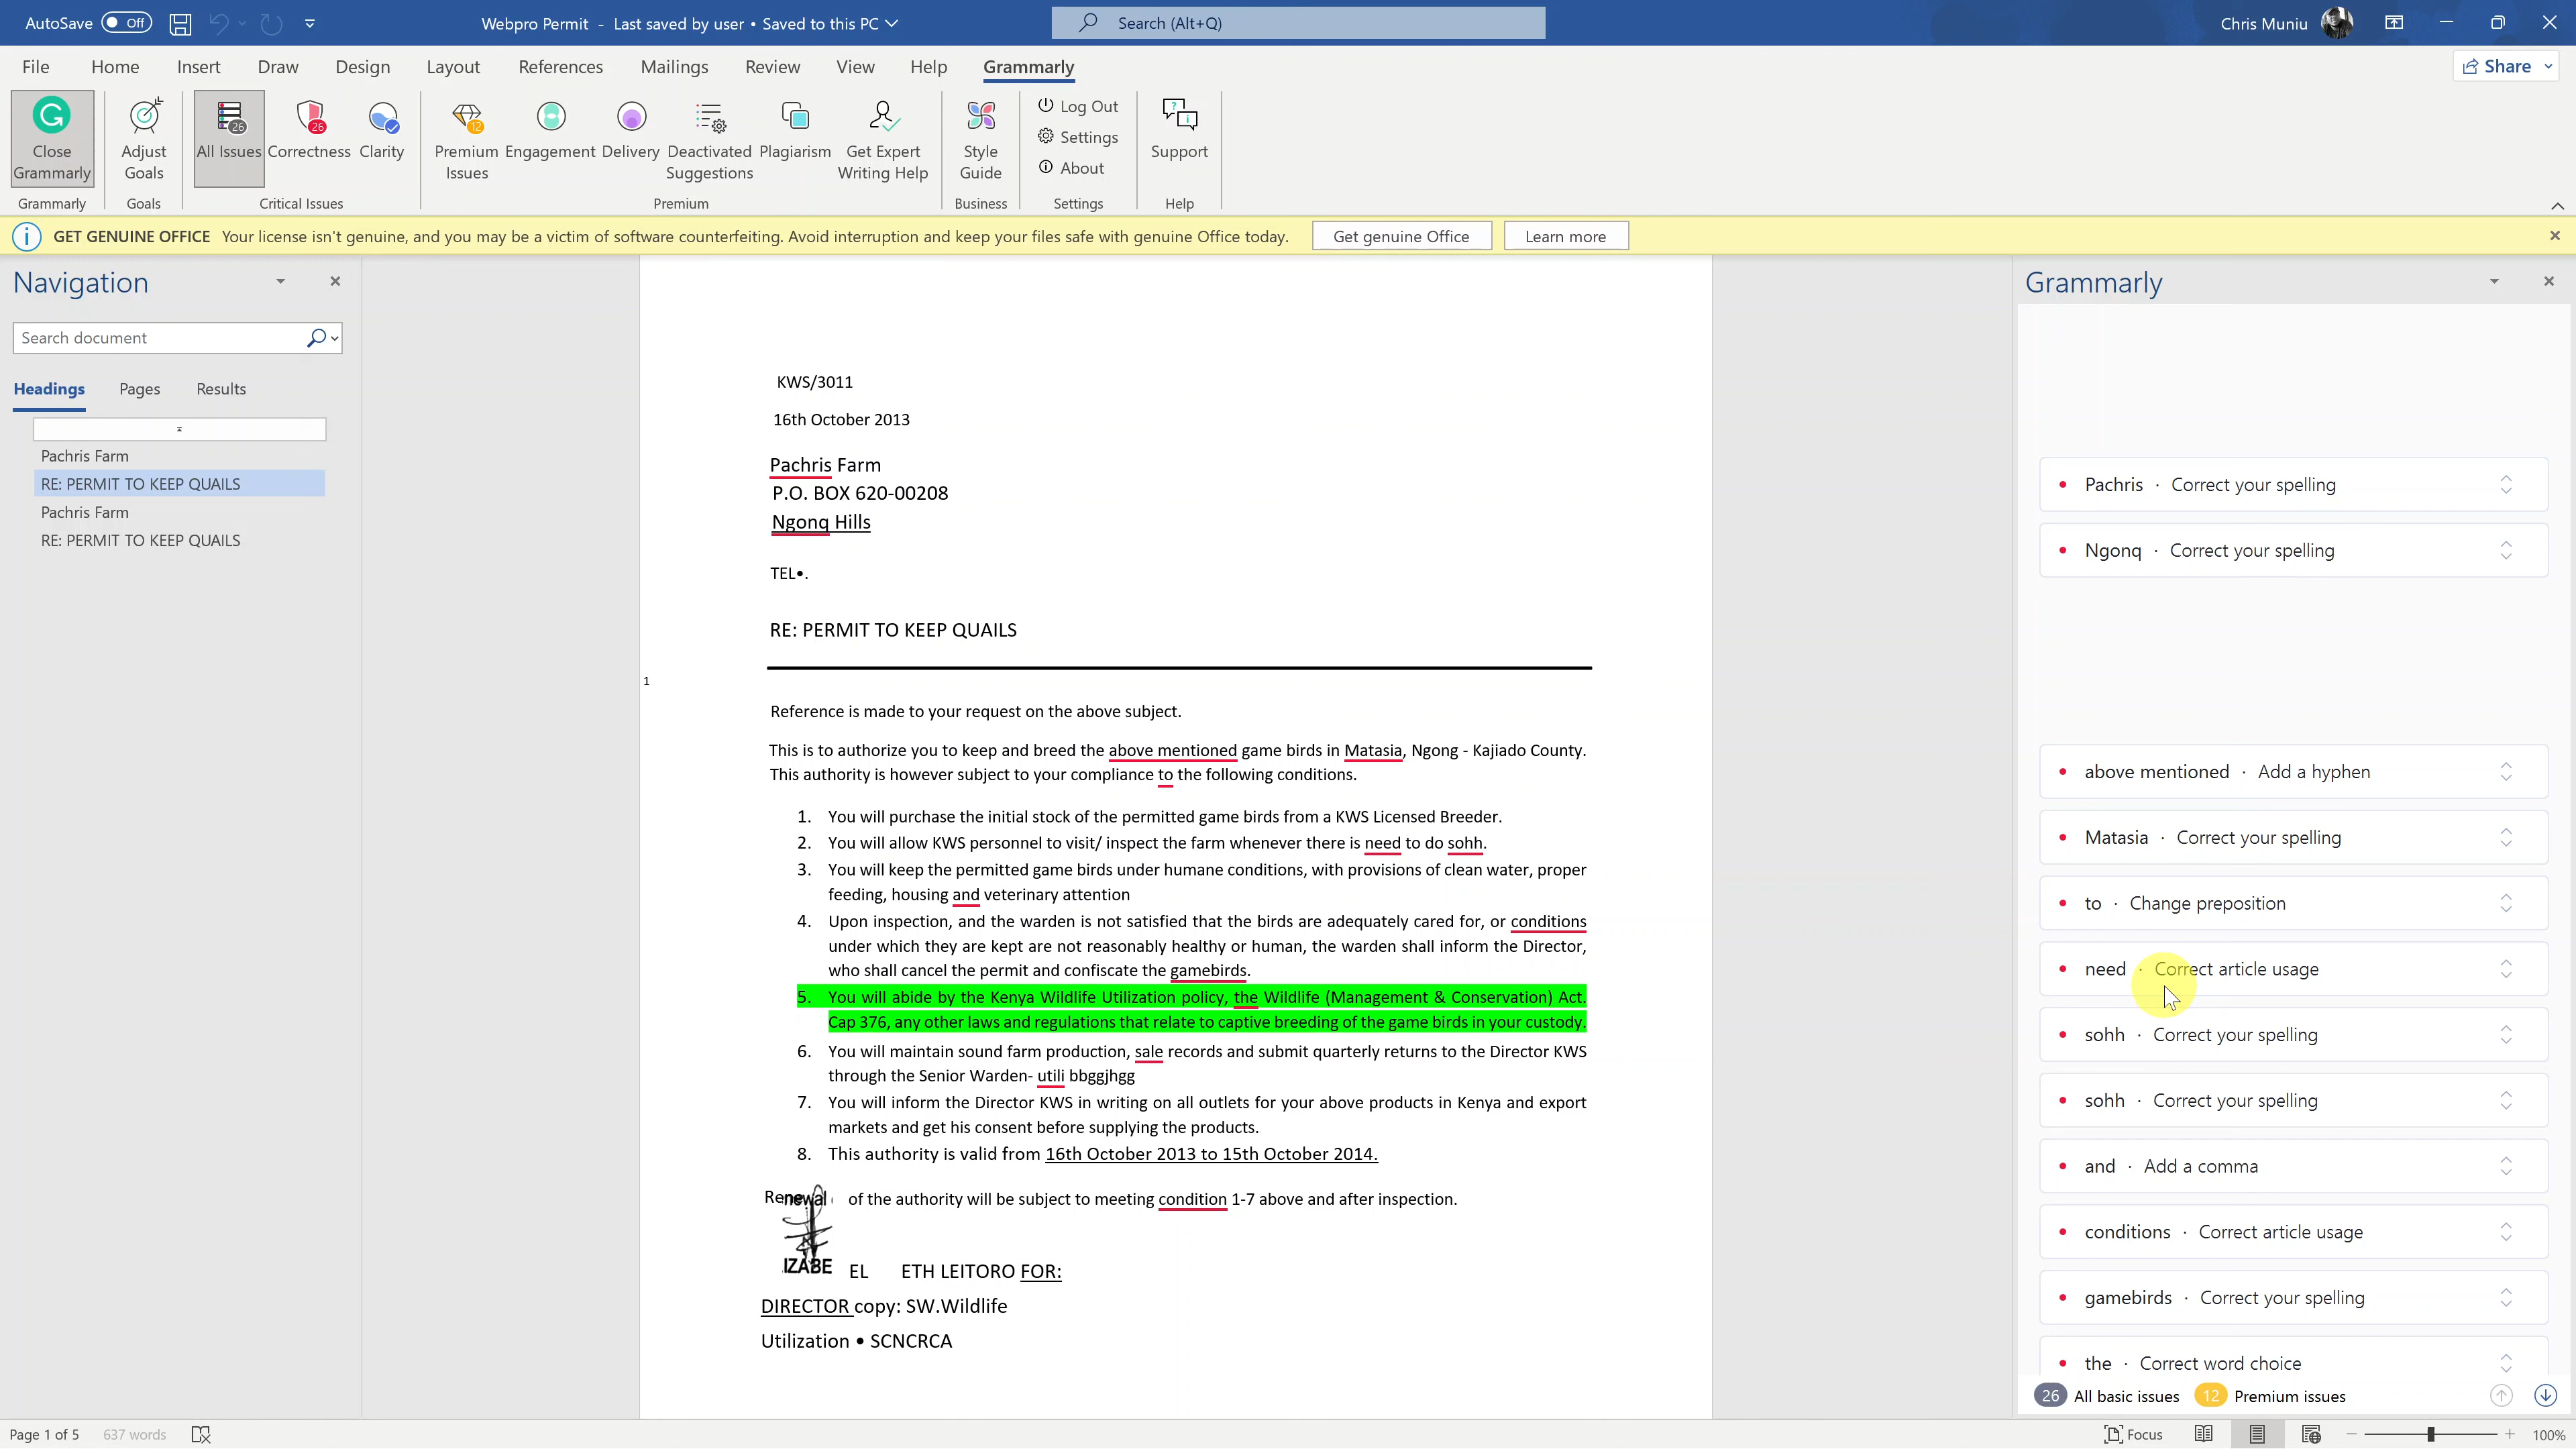 AutoSave Off Webpro Permit - Last saved by user • Saved to this PC Search (Alt+Q) Chris Muniu
File Home Insert Draw Design Layout References Mailings Review View Help Grammarly Share
Close Grammarly
Adjust Goals
26 All Issues
26 Correctness
Clarity
12 Premium Issues
Engagement
Delivery
Deactivated Suggestions
Plagiarism
Get Expert Writing Help
Style Guide
Log Out
Settings
About
Support
Grammarly Goals Critical Issues Premium Business Settings Help
GET GENUINE OFFICE Your license isn't genuine, and you may be a victim of software counterfeiting. Avoid interruption and keep your files safe with genuine Office today. Get genuine Office Learn more
Navigation
Search document
Headings Pages Results
Pachris Farm
RE: PERMIT TO KEEP QUAILS
Pachris Farm
RE: PERMIT TO KEEP QUAILS
KWS/3011
16th October 2013
Pachris Farm
P.O. BOX 620-00208
Ngonq Hills
TEL•.
RE: PERMIT TO KEEP QUAILS
1
Reference is made to your request on the above subject.
This is to authorize you to keep and breed the above mentioned game birds in Matasia, Ngong - Kajiado County.
This authority is however subject to your compliance to the following conditions.
1. You will purchase the initial stock of the permitted game birds from a KWS Licensed Breeder.
2. You will allow KWS personnel to visit/ inspect the farm whenever there is need to do sohh.
3. You will keep the permitted game birds under humane conditions, with provisions of clean water, proper
feeding, housing and veterinary attention
4. Upon inspection, and the warden is not satisfied that the birds are adequately cared for, or conditions
under which they are kept are not reasonably healthy or human, the warden shall inform the Director,
who shall cancel the permit and confiscate the gamebirds.
5. You will abide by the Kenya Wildlife Utilization policy, the Wildlife (Management & Conservation) Act.
Cap 376, any other laws and regulations that relate to captive breeding of the game birds in your custody.
6. You will maintain sound farm production, sale records and submit quarterly returns to the Director KWS
through the Senior Warden- utili bbggjhgg
7. You will inform the Director KWS in writing on all outlets for your above products in Kenya and export
markets and get his consent before supplying the products.
8. This authority is valid from 16th October 2013 to 15th October 2014.
Renewal of the authority will be subject to meeting condition 1-7 above and after inspection.
IZABE EL ETH LEITORO FOR:
DIRECTOR copy: SW.Wildlife
Utilization • SCNCRCA
Grammarly
Pachris · Correct your spelling
Ngonq · Correct your spelling
above mentioned · Add a hyphen
Matasia · Correct your spelling
to · Change preposition
need · Correct article usage
sohh · Correct your spelling
sohh · Correct your spelling
and · Add a comma
conditions · Correct article usage
gamebirds · Correct your spelling
the · Correct word choice
26 All basic issues 12 Premium issues
Page 1 of 5 637 words Focus 100%